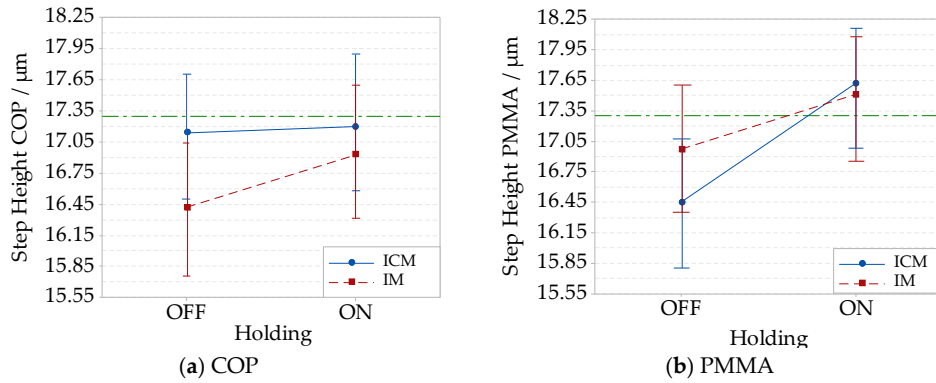 Step Height COP / μm
18.25
17.95
17.65
17.35
17.05
16.75
16.45
16.15
15.85
15.55
ICM
IM
OFF
ON
Holding
(a) COP
Step Height PMMA / μm
18.25
17.95
17.65
17.35
17.05
16.75
16.45
16.15
15.85
15.55
ICM
IM
OFF
ON
Holding
(b) PMMA